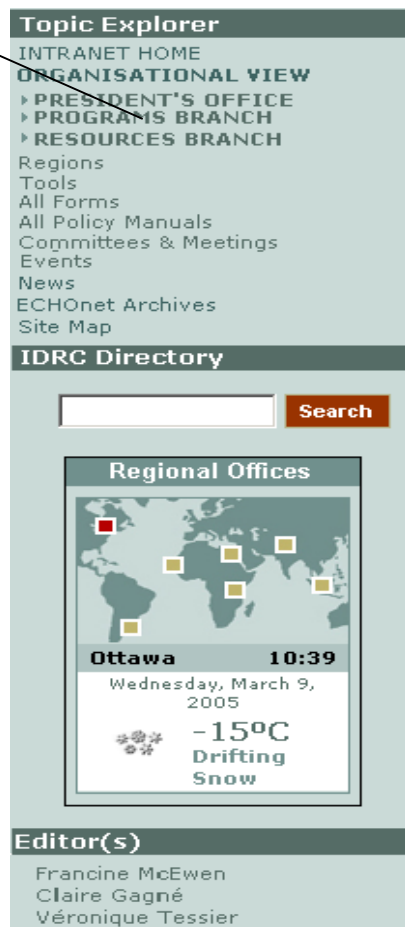 Topic Explorer
INTRANET HOME
ORGANISATIONAL VIEW
PRESIDENT'S OFFICE
PROGRAMS BRANCH
RESOURCES BRANCH
Regions
Tools
All Forms
All Policy Manuals
Committees & Meetings
Events
News
ECHOnet Archives
Site Map
IDRC Directory
Search
Regional Offices
Ottawa 10:39
Wednesday, March 9,
2005
-15ºC
Drifting
Snow
Editor(s)
Francine McEwen
Claire Gagné
Véronique Tessier